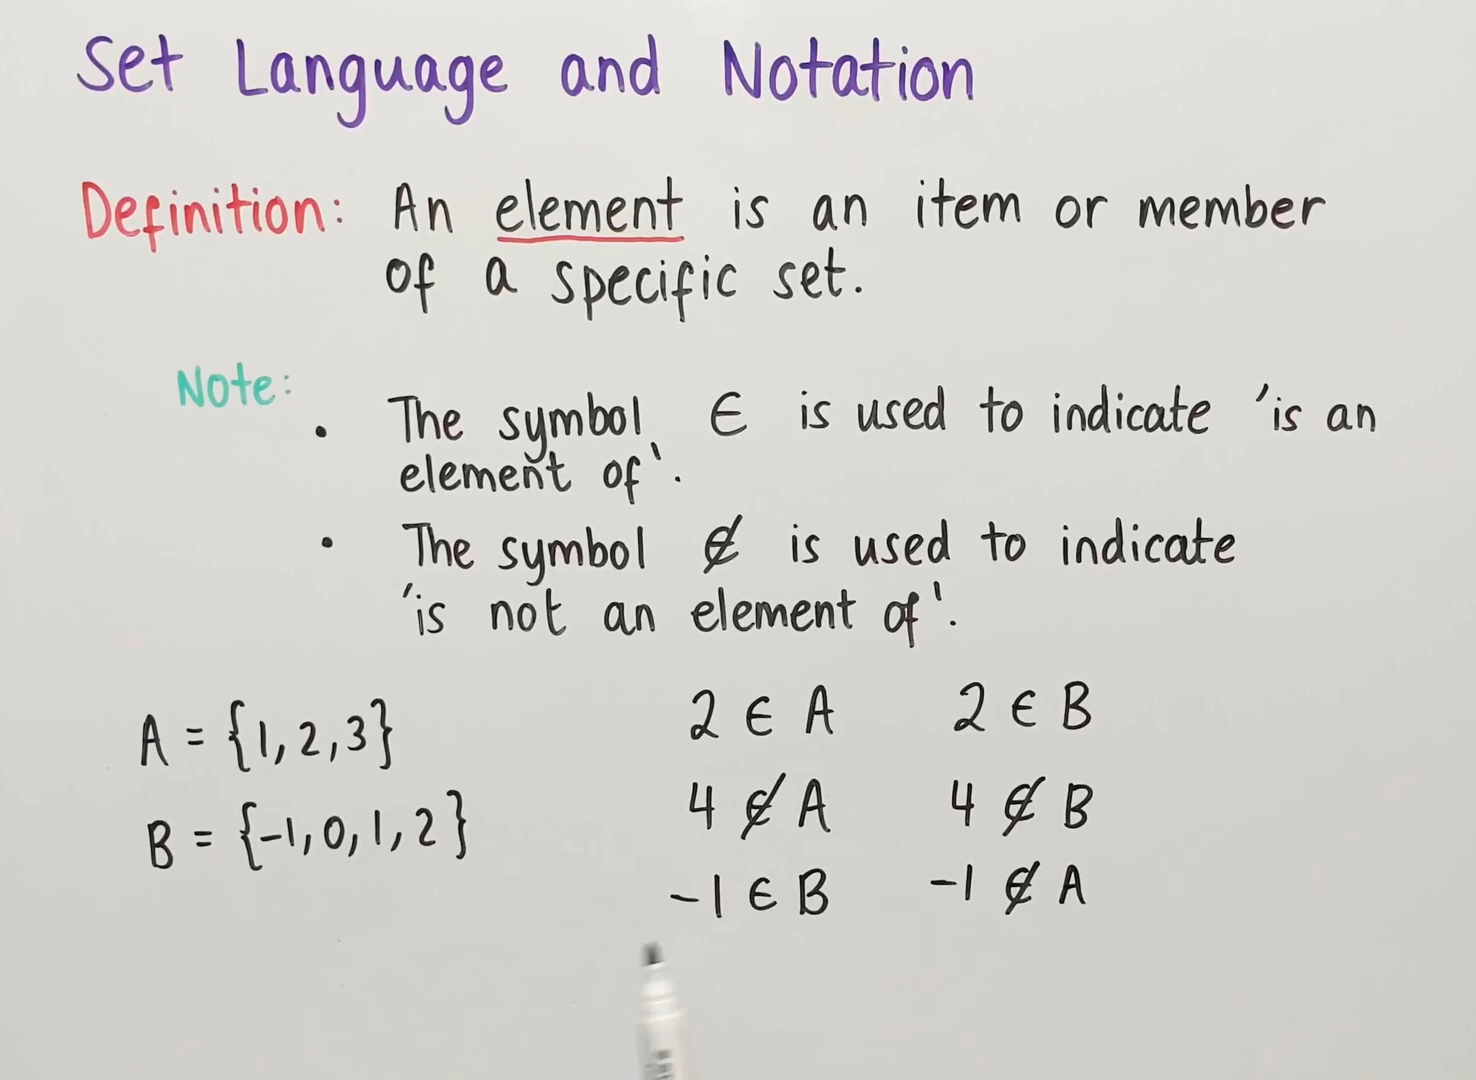 Set Language and Notation
Definition: An element is an item or member
of a specific set.
Note:
• The symbol ∈ is used to indicate 'is an
element of'.
• The symbol ∉ is used to indicate
'is not an element of'.
A = {1, 2, 3}
B = {-1, 0, 1, 2}
2 ∈ A 2 ∈ B
4 ∉ A 4 ∉ B
-1 ∈ B -1 ∉ A